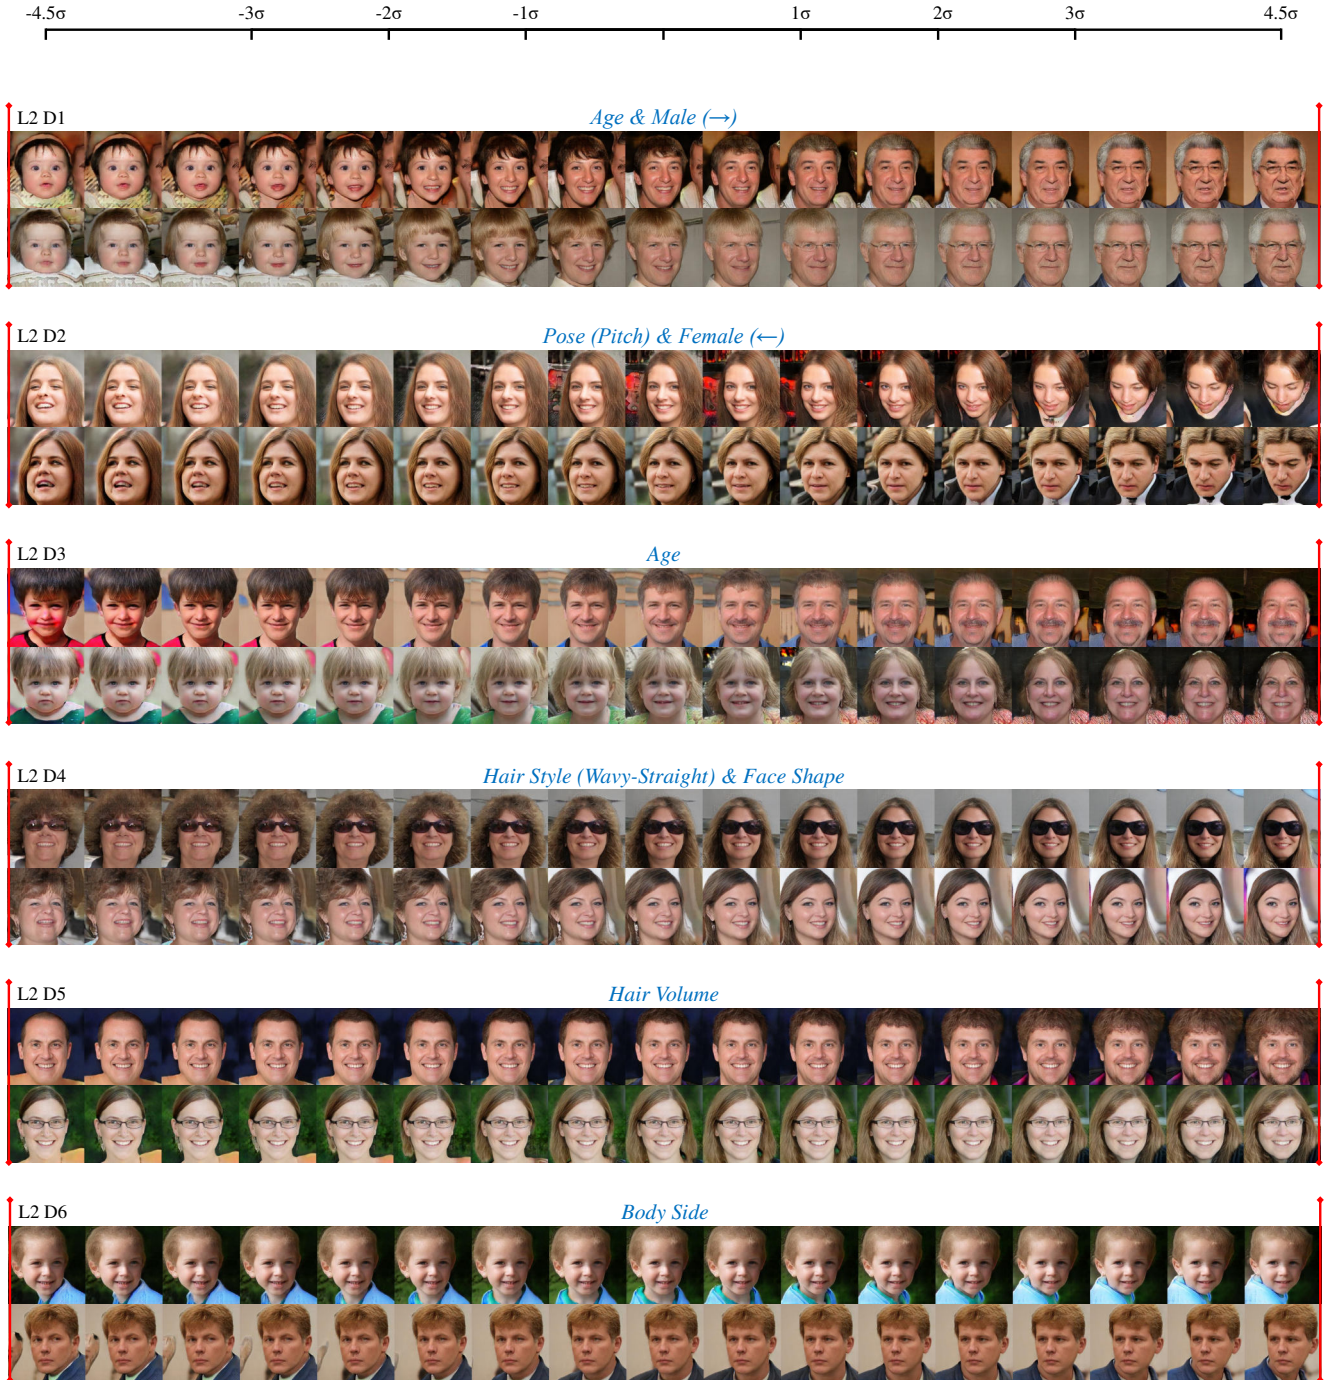 -4.5σ -3σ -2σ -1σ 1σ 2σ 3σ 4.5σ
L2 D1 Age & Male (→)
L2 D2 Pose (Pitch) & Female (←)
L2 D3 Age
L2 D4 Hair Style (Wavy-Straight) & Face Shape
L2 D5 Hair Volume
L2 D6 Body Side